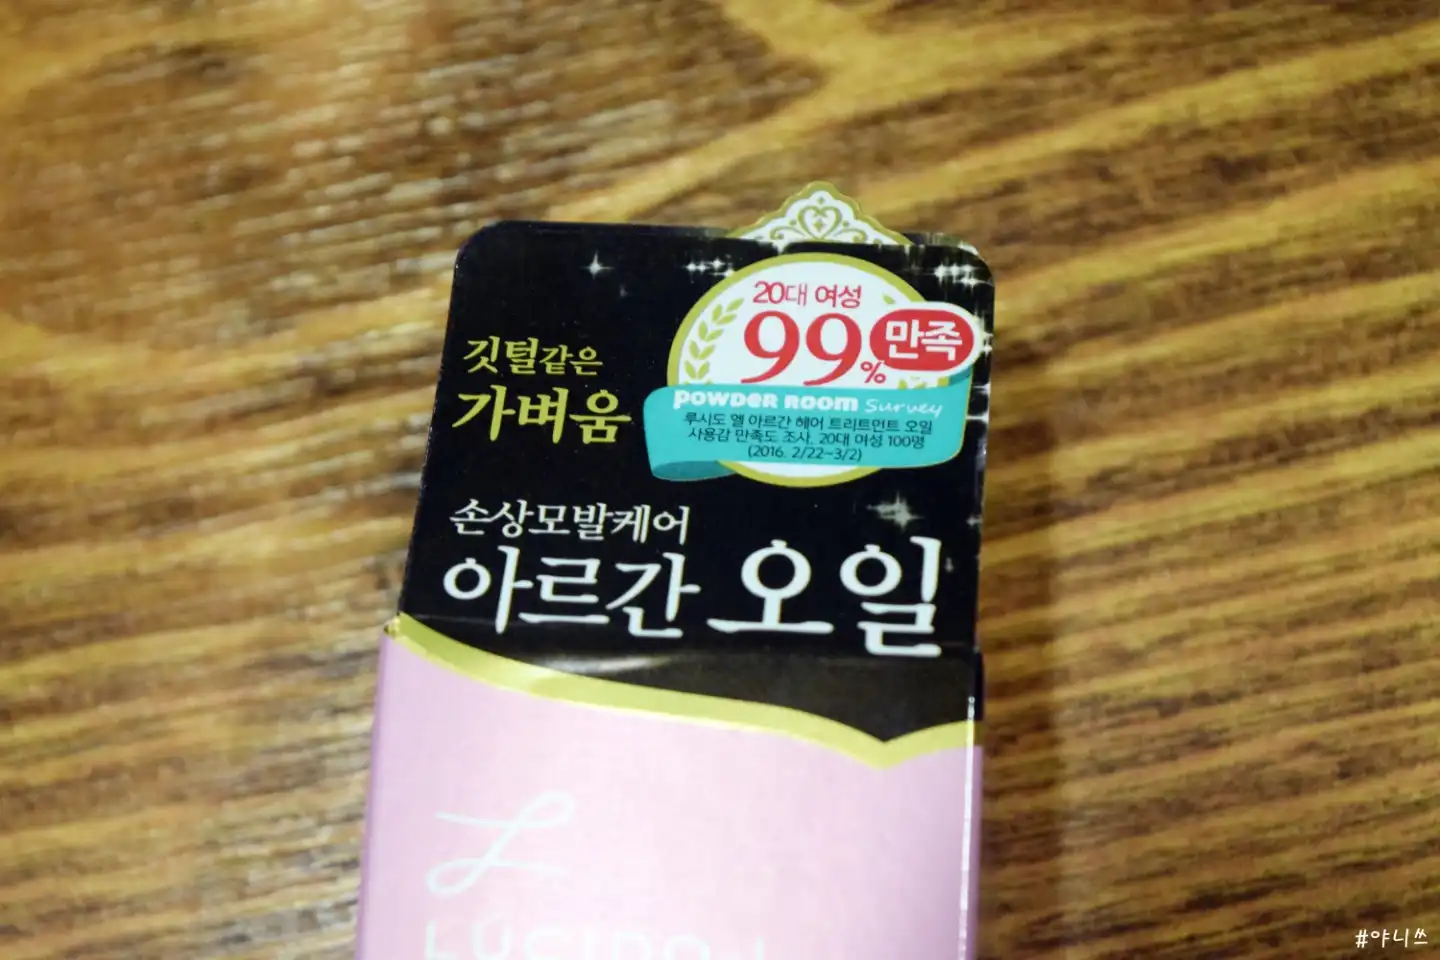 20대 여성
99% 만족
POWDER ROOM Survey
루시도 엘 아르간 헤어 트리트먼트 오일
사용감 만족도 조사, 20대 여성 100명
(2016. 2/22~3/2)
깃털같은
가벼움
손상모발케어
아르간 오일
L
LÚCIDO-L
#야니쓰